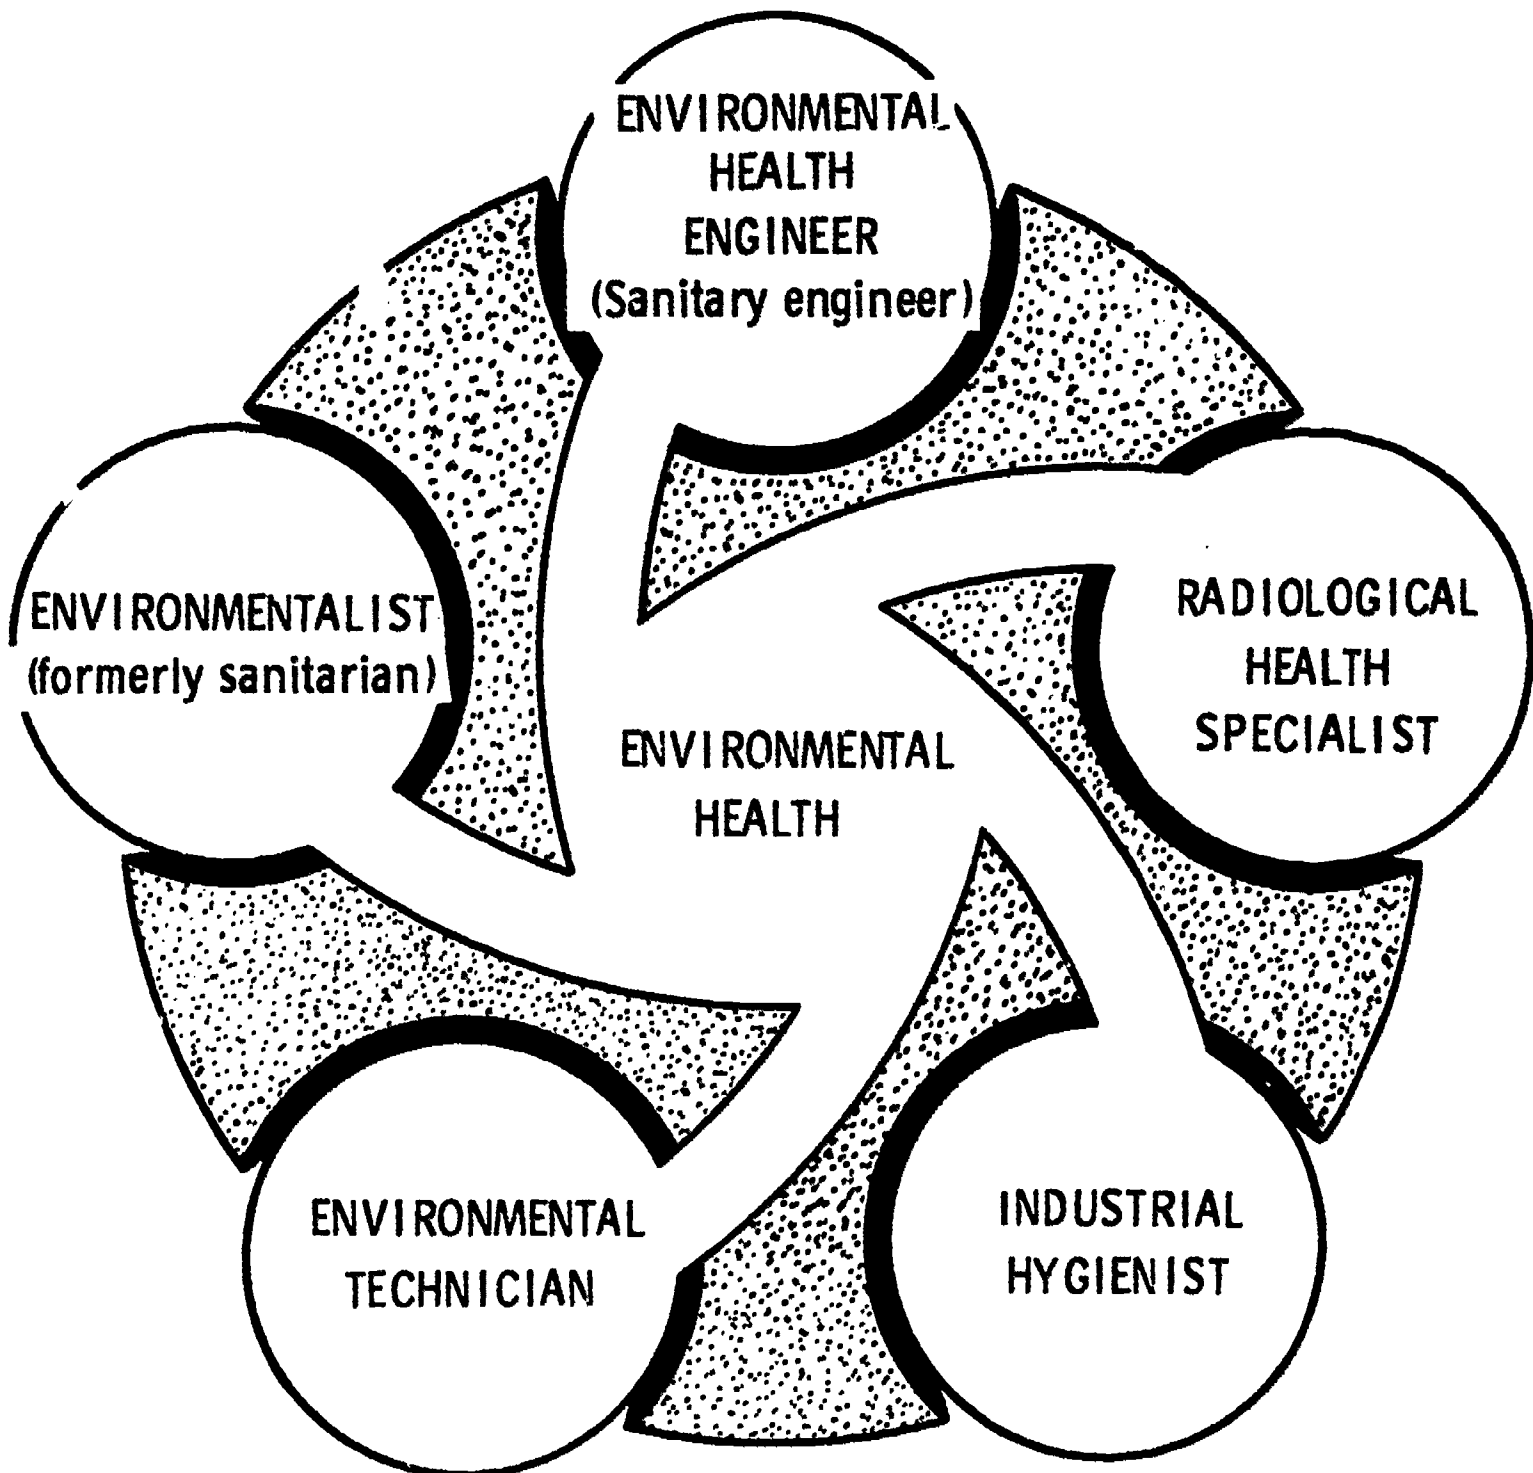 ENVIRONMENTAL
HEALTH
ENGINEER
(Sanitary engineer)
ENVIRONMENTALIST
(formerly sanitarian)
RADIOLOGICAL
HEALTH
SPECIALIST
ENVIRONMENTAL
HEALTH
ENVIRONMENTAL
TECHNICIAN
INDUSTRIAL
HYGIENIST